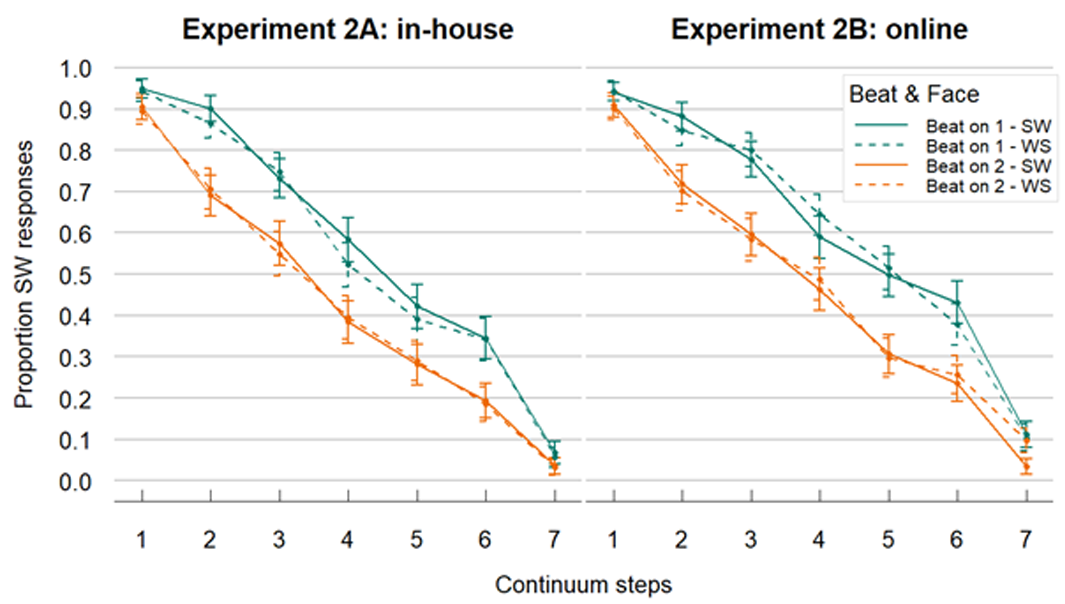 Experiment 2A: in-house
Experiment 2B: online
Proportion SW responses
1.0
0.9
0.8
0.7
0.6
0.5
0.4
0.3
0.2
0.1
0.0
Beat & Face
Beat on 1 - SW
Beat on 1 - WS
Beat on 2 - SW
Beat on 2 - WS
1 2 3 4 5 6 7
1 2 3 4 5 6 7
Continuum steps